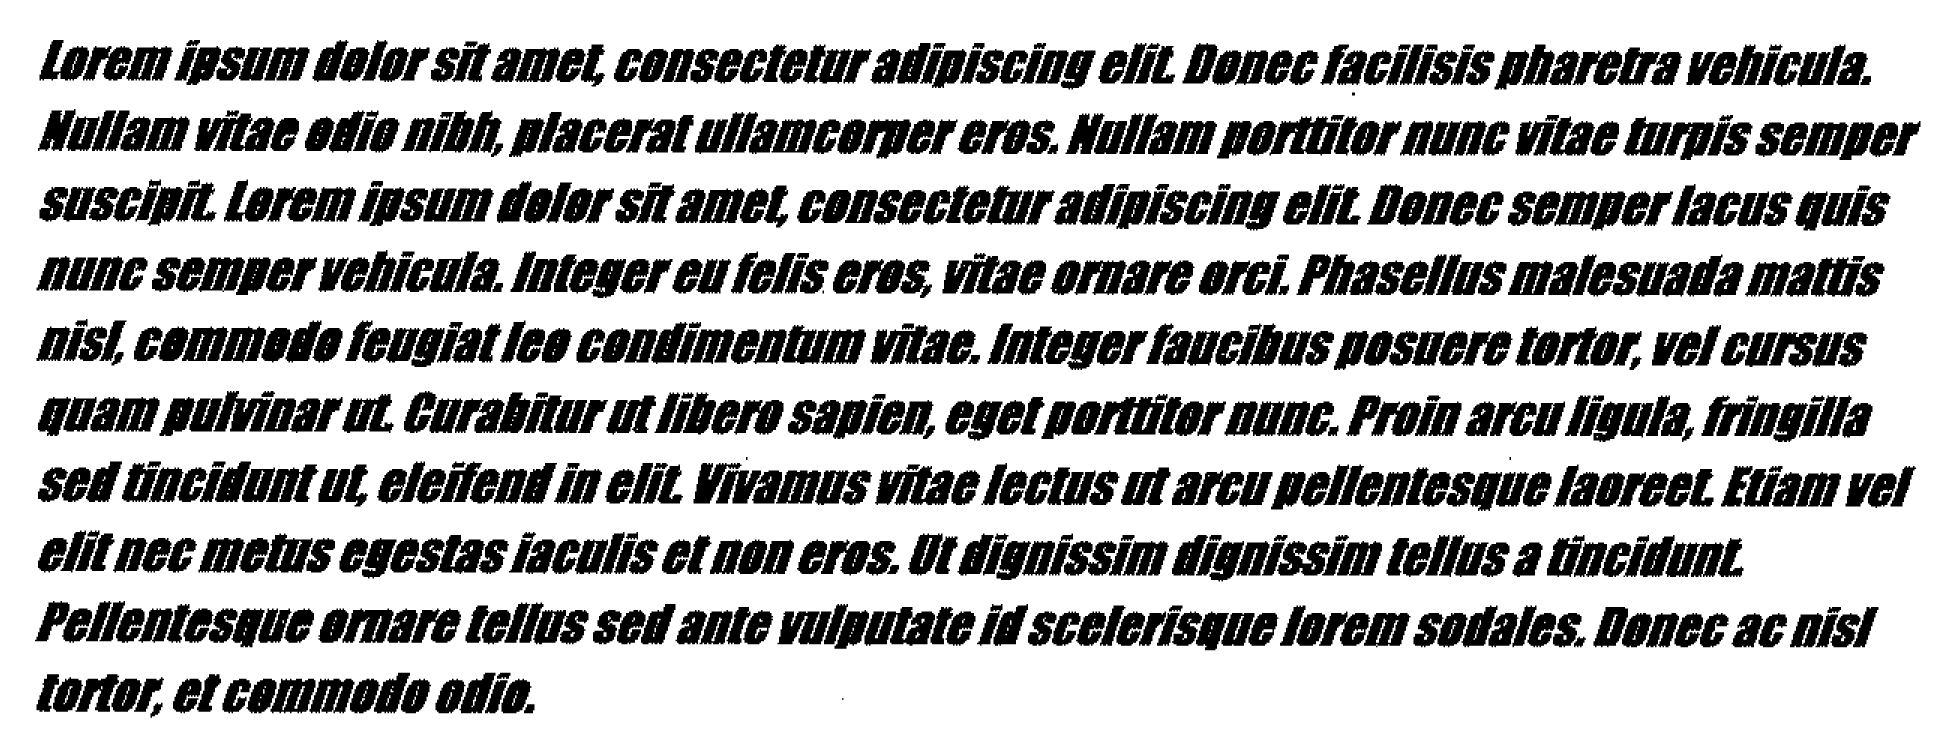 Lorem ipsum dolor sit amet, consectetur adipiscing elit. Donec facilisis pharetra vehicula.
Nullam vitae odio nibh, placerat ullamcorper eros. Nullam porttitor nunc vitae turpis semper
suscipit. Lorem ipsum dolor sit amet, consectetur adipiscing elit. Donec semper lacus quis
nunc semper vehicula. Integer eu felis eros, vitae ornare orci. Phasellus malesuada mattis
nisl, commodo feugiat leo condimentum vitae. Integer faucibus posuere tortor, vel cursus
quam pulvinar ut. Curabitur ut libero sapien, eget porttitor nunc. Proin arcu ligula, fringilla
sed tincidunt ut, eleifend in elit. Vivamus vitae lectus ut arcu pellentesque laoreet. Etiam vel
elit nec metus egestas iaculis et non eros. Ut dignissim dignissim tellus a tincidunt.
Pellentesque ornare tellus sed ante vulputate id scelerisque lorem sodales. Donec ac nisl
tortor, et commodo odio.